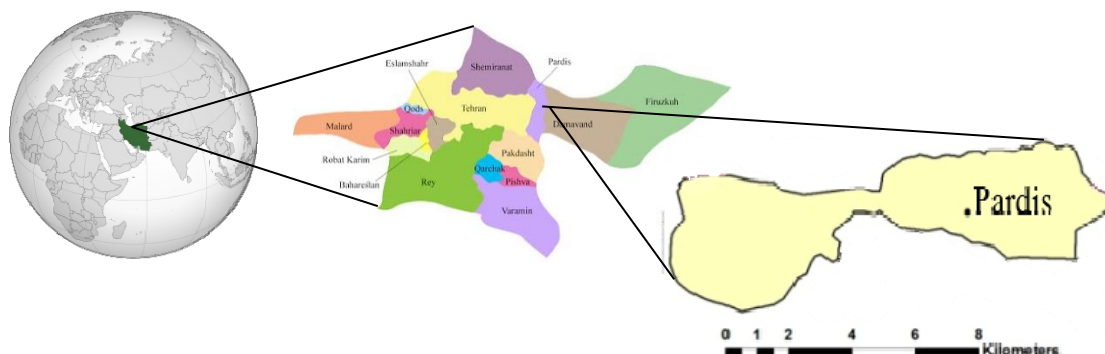 Eslamshahr
Shemiranat
Pardis
Qods
Tehran
Firuzkuh
Malard
Shahriar
Damavand
Robat Karim
Pakdasht
Baharestan
Rey
Qarchak
Pishva
Varamin
.Pardis
0 1 2 4 6 8
Kilometers